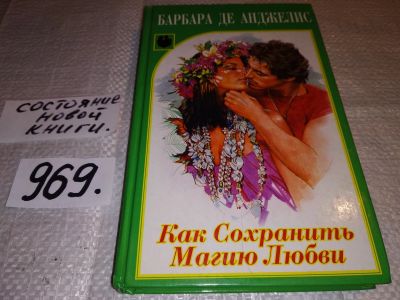 БАРБАРА ДЕ АНДЖЕЛИС
состояние
новой
книги.
969.
Как Сохранить
Магию Любви